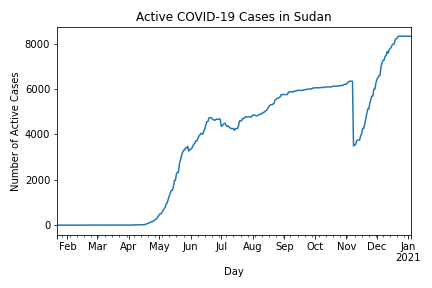 Active COVID-19 Cases in Sudan
Number of Active Cases
8000
6000
4000
2000
0
Feb Mar Apr May Jun Jul Aug Sep Oct Nov Dec Jan
2021
Day